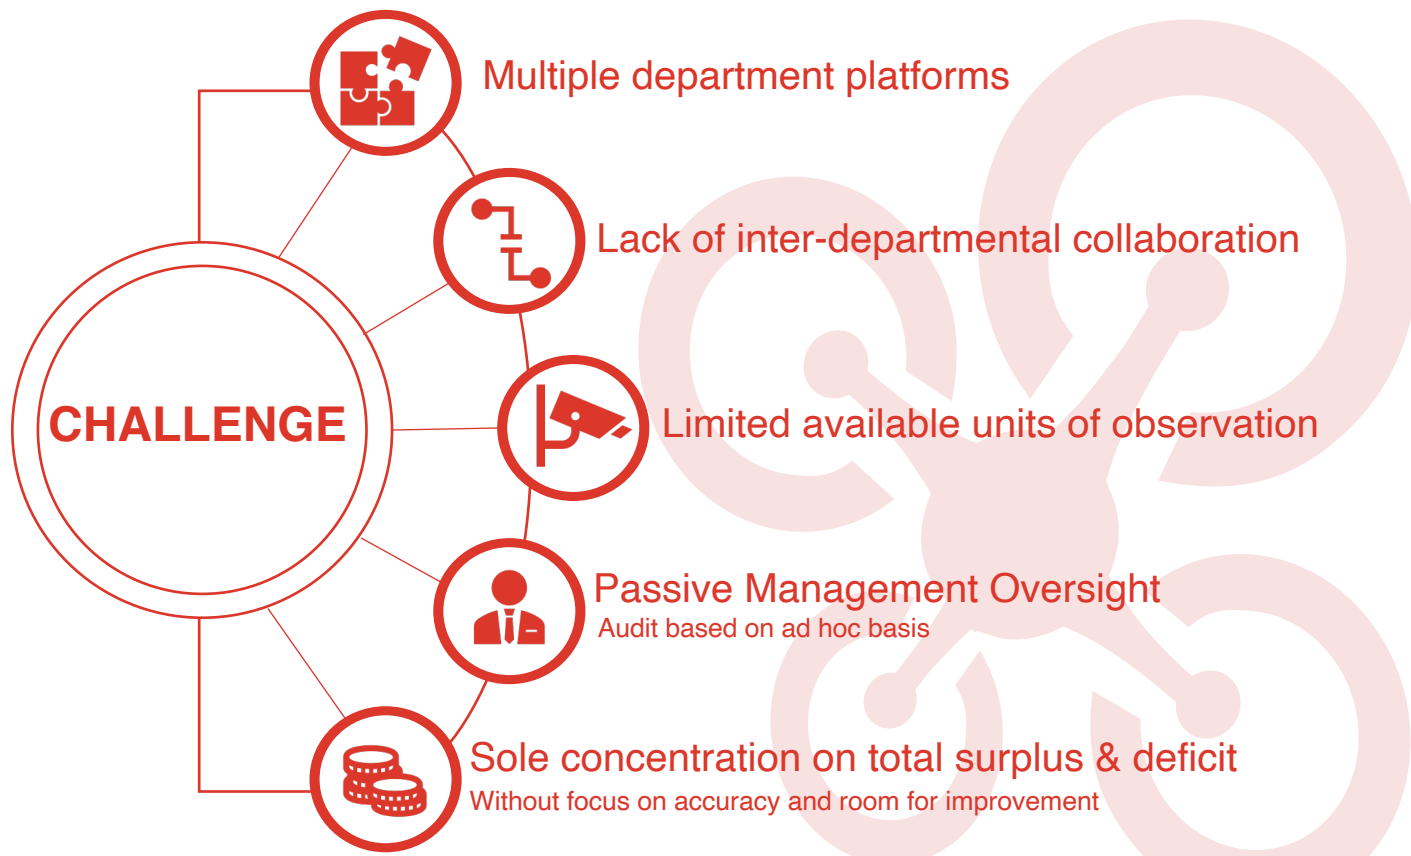 Multiple department platforms
Lack of inter-departmental collaboration
CHALLENGE
Limited available units of observation
Passive Management Oversight
Audit based on ad hoc basis
Sole concentration on total surplus & deficit
Without focus on accuracy and room for improvement